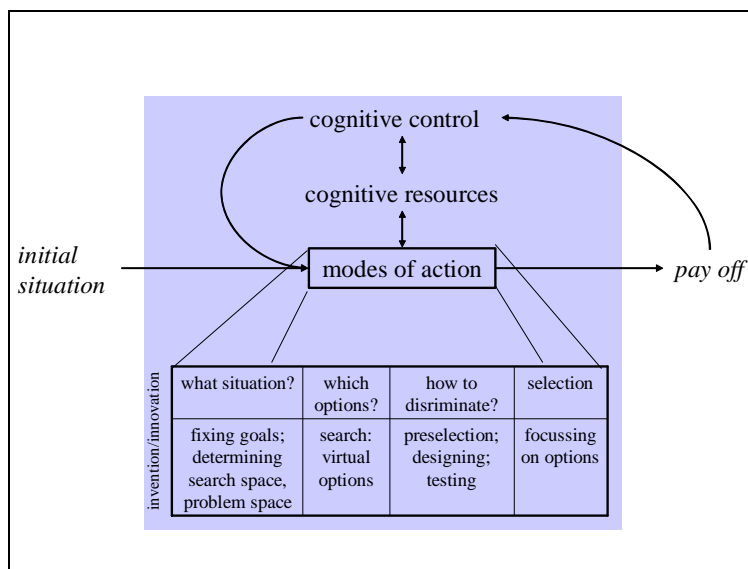 cognitive control
cognitive resources
initial
situation
modes of action
pay off
invention/innovation
what situation?
which
options?
how to
disriminate?
selection
fixing goals;
determining
search space,
problem space
search:
virtual
options
preselection;
designing;
testing
focussing
on options